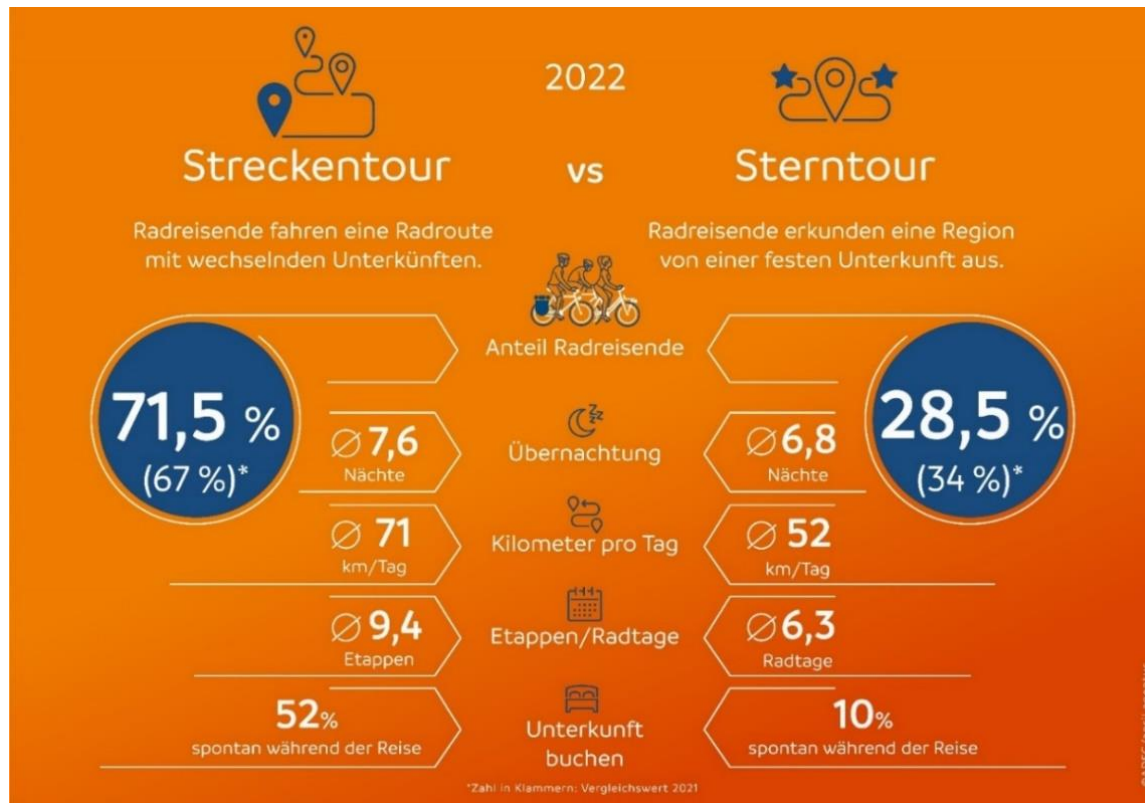 2022
Streckentour
vs
Sterntour
Radreisende fahren eine Radroute
mit wechselnden Unterkünften.
Radreisende erkunden eine Region
von einer festen Unterkunft aus.
Anteil Radreisende
71,5 %
(67 %)*
28,5 %
(34 %)*
Ø 7,6
Nächte
Übernachtung
Ø 6,8
Nächte
Ø 71
km/Tag
Kilometer pro Tag
Ø 52
km/Tag
Ø 9,4
Etappen
Etappen/Radtage
Ø 6,3
Radtage
52%
spontan während der Reise
Unterkunft
buchen
10%
spontan während der Reise
*Zahl in Klammern: Vergleichswert 2021